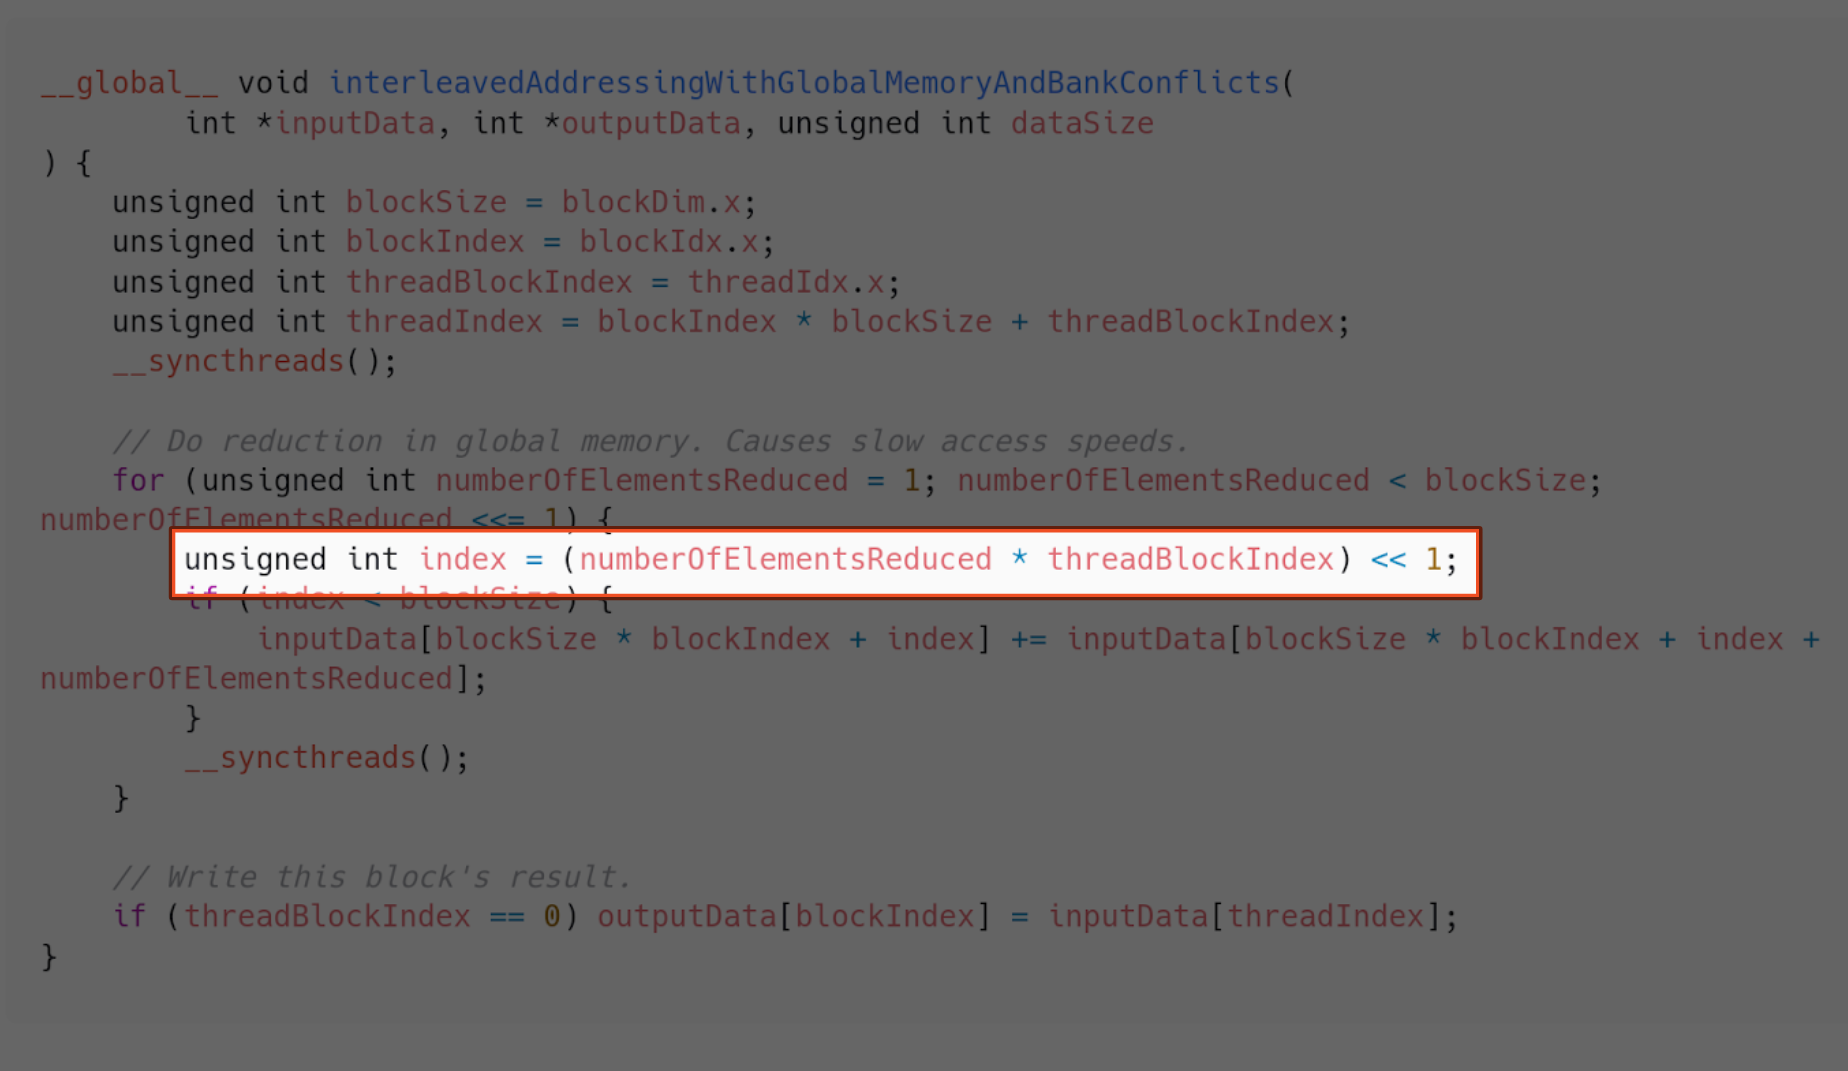 __global__ void interleavedAddressingWithGlobalMemoryAndBankConflicts(
        int *inputData, int *outputData, unsigned int dataSize
) {
    unsigned int blockSize = blockDim.x;
    unsigned int blockIndex = blockIdx.x;
    unsigned int threadBlockIndex = threadIdx.x;
    unsigned int threadIndex = blockIndex * blockSize + threadBlockIndex;
    __syncthreads();

    // Do reduction in global memory. Causes slow access speeds.
    for (unsigned int numberOfElementsReduced = 1; numberOfElementsReduced < blockSize;
numberOfElementsReduced <<= 1) {
        unsigned int index = (numberOfElementsReduced * threadBlockIndex) << 1;
        if (index < blockSize) {
            inputData[blockSize * blockIndex + index] += inputData[blockSize * blockIndex + index +
numberOfElementsReduced];
        }
        __syncthreads();
    }

    // Write this block's result.
    if (threadBlockIndex == 0) outputData[blockIndex] = inputData[threadIndex];
}